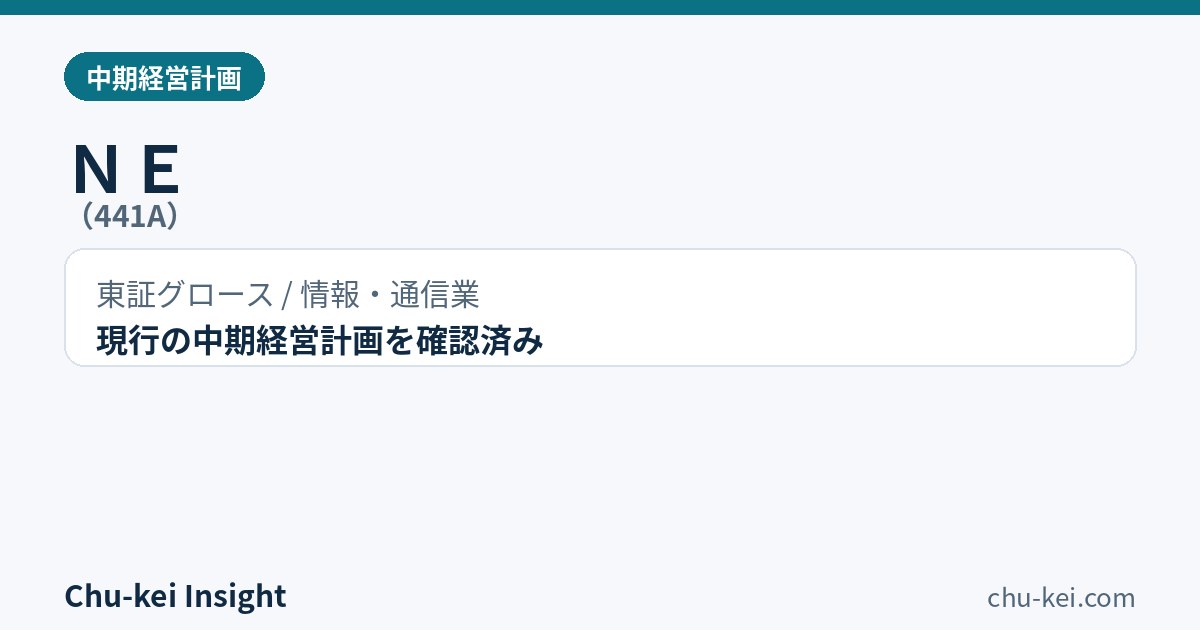 中期経営計画
ＮＥ
（441A）
東証グロース / 情報・通信業
現行の中期経営計画を確認済み
Chu-kei Insight
chu-kei.com